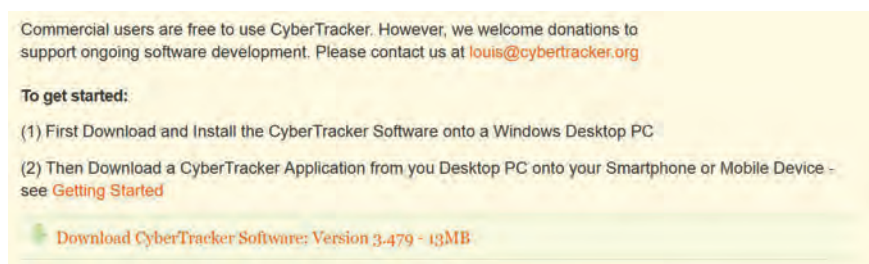 Commercial users are free to use CyberTracker. However, we welcome donations to
support ongoing software development. Please contact us at louis@cybertracker.org
To get started:
(1) First Download and Install the CyberTracker Software onto a Windows Desktop PC
(2) Then Download a CyberTracker Application from you Desktop PC onto your Smartphone or Mobile Device -
see Getting Started
Download CyberTracker Software: Version 3.479 - 13MB